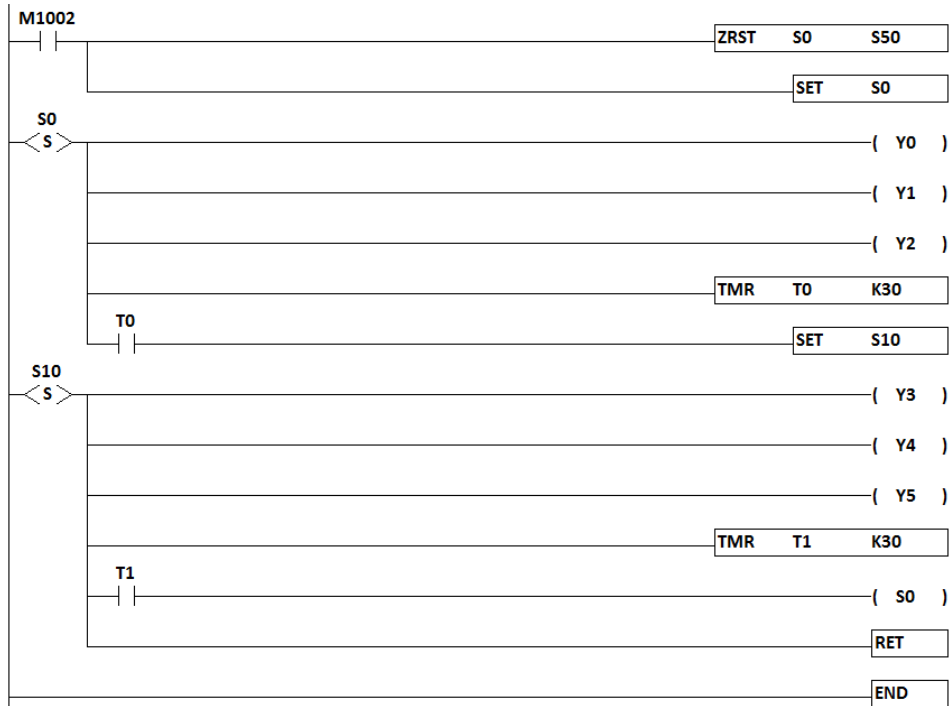 M1002
ZRST S0 S50
SET S0
S0
S
( Y0 )
( Y1 )
( Y2 )
TMR T0 K30
T0
SET S10
S10
S
( Y3 )
( Y4 )
( Y5 )
TMR T1 K30
T1
( S0 )
RET
END